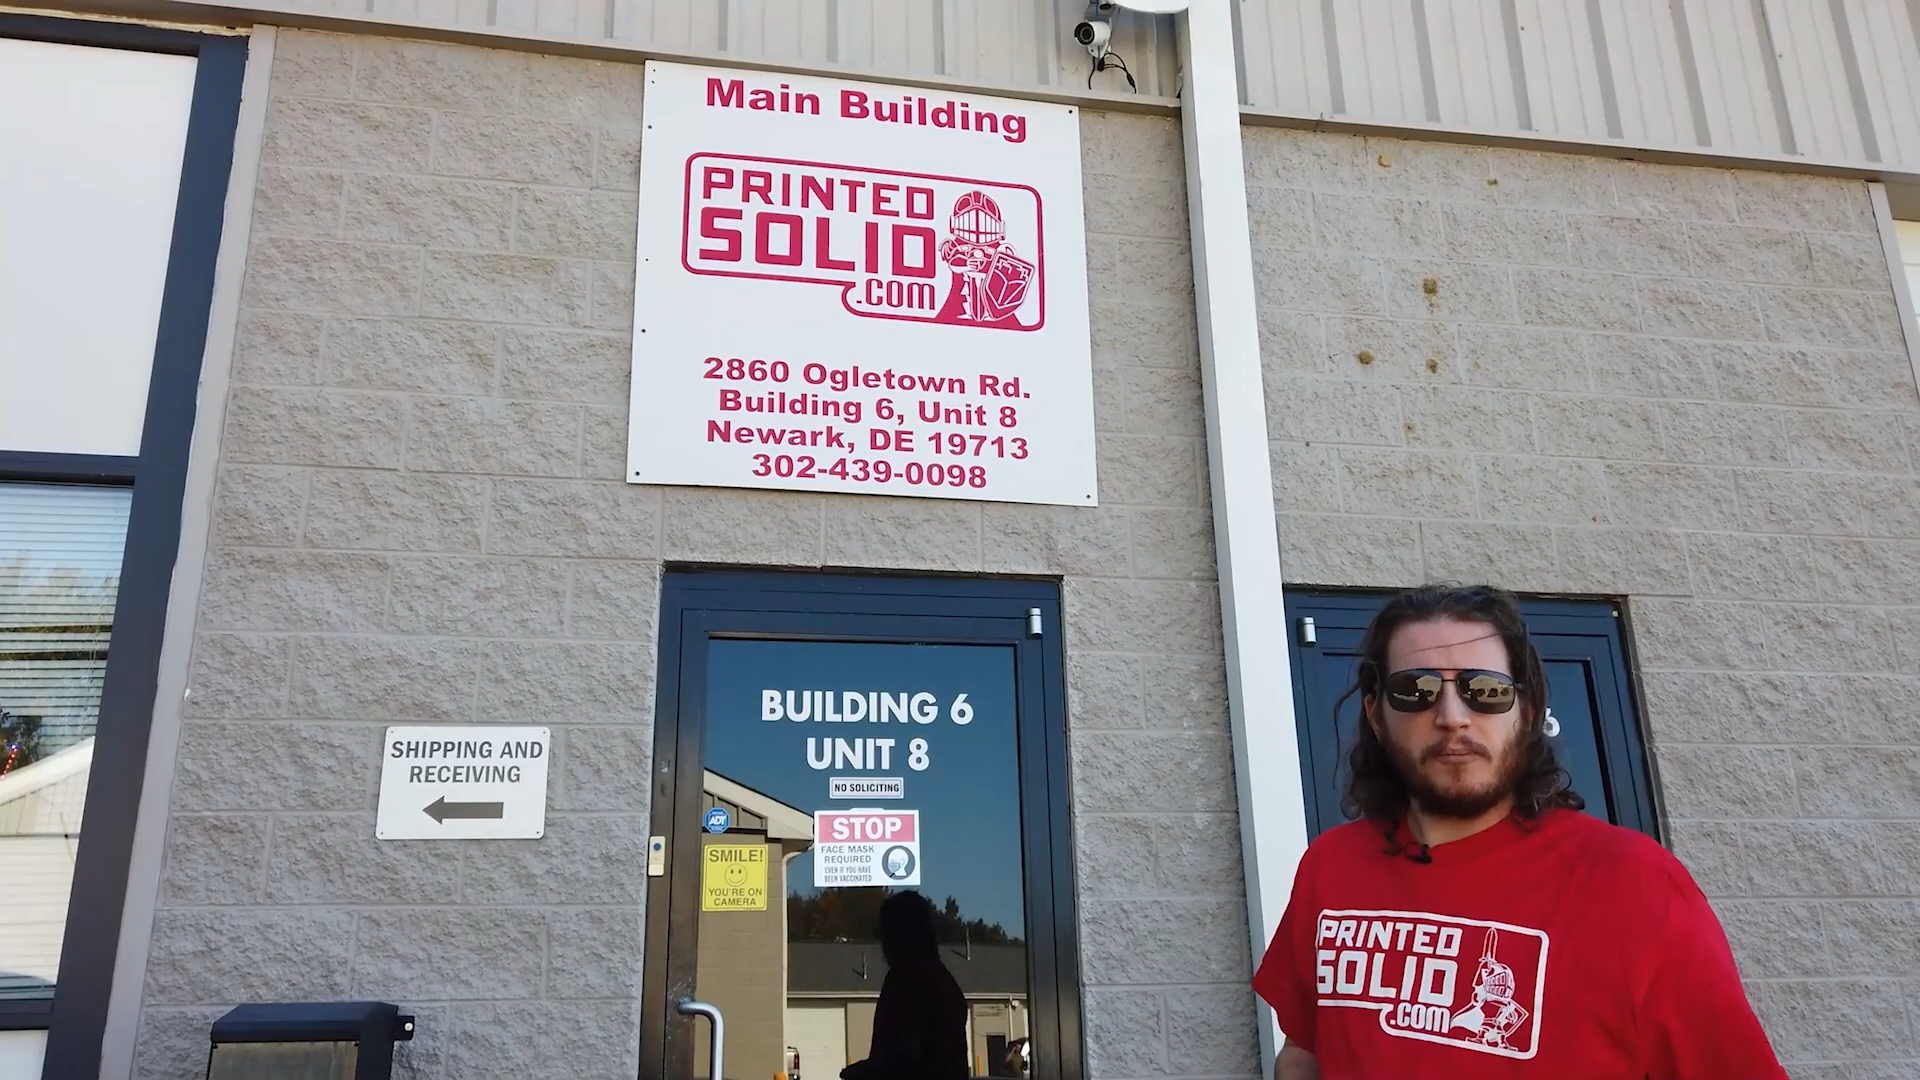 Main Building
PRINTED
SOLID
.COM
2860 Ogletown Rd.
Building 6, Unit 8
Newark, DE 19713
302-439-0098
BUILDING 6
UNIT 8
NO SOLICITING
SHIPPING AND
RECEIVING
ADT
STOP
FACE MASK
REQUIRED
EVEN IF YOU HAVE
BEEN VACCINATED
SMILE!
YOU'RE ON
CAMERA
6
PRINTED
SOLID
.COM